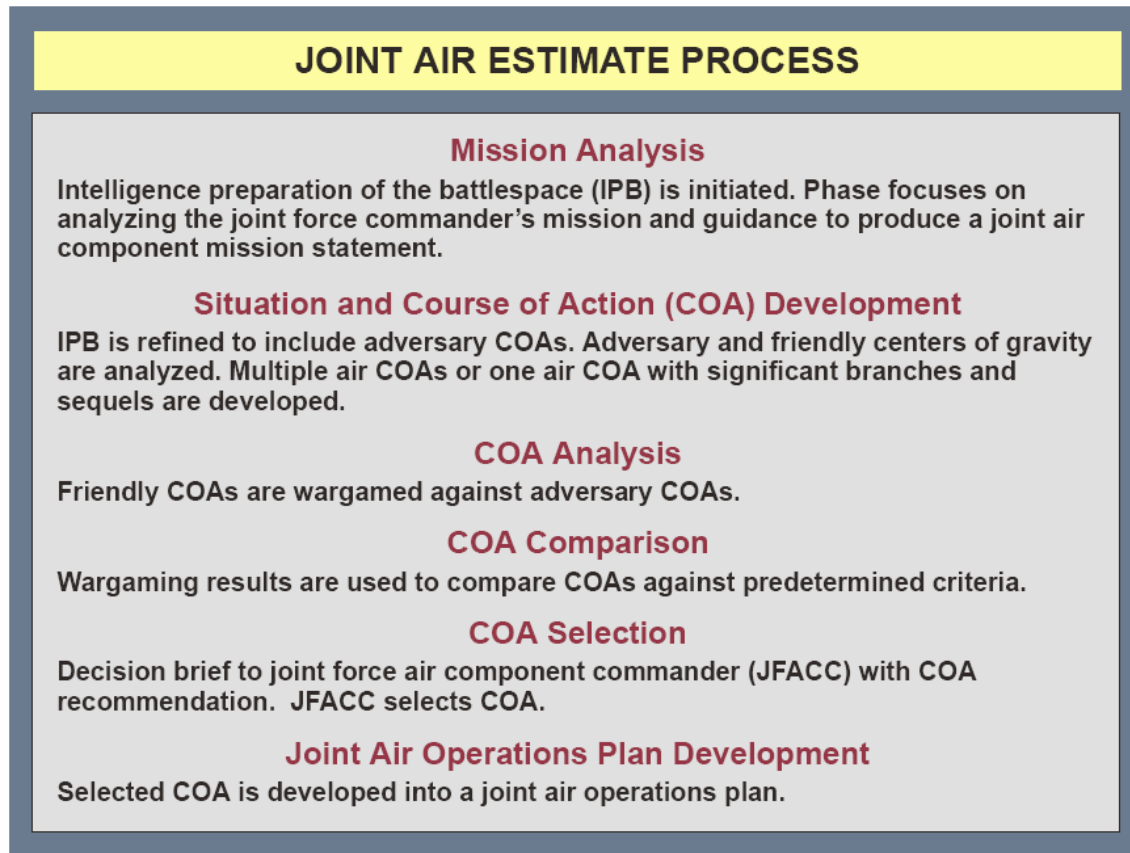 JOINT AIR ESTIMATE PROCESS
Mission Analysis
Intelligence preparation of the battlespace (IPB) is initiated. Phase focuses on
analyzing the joint force commander’s mission and guidance to produce a joint air
component mission statement.
Situation and Course of Action (COA) Development
IPB is refined to include adversary COAs. Adversary and friendly centers of gravity
are analyzed. Multiple air COAs or one air COA with significant branches and
sequels are developed.
COA Analysis
Friendly COAs are wargamed against adversary COAs.
COA Comparison
Wargaming results are used to compare COAs against predetermined criteria.
COA Selection
Decision brief to joint force air component commander (JFACC) with COA
recommendation.  JFACC selects COA.
Joint Air Operations Plan Development
Selected COA is developed into a joint air operations plan.